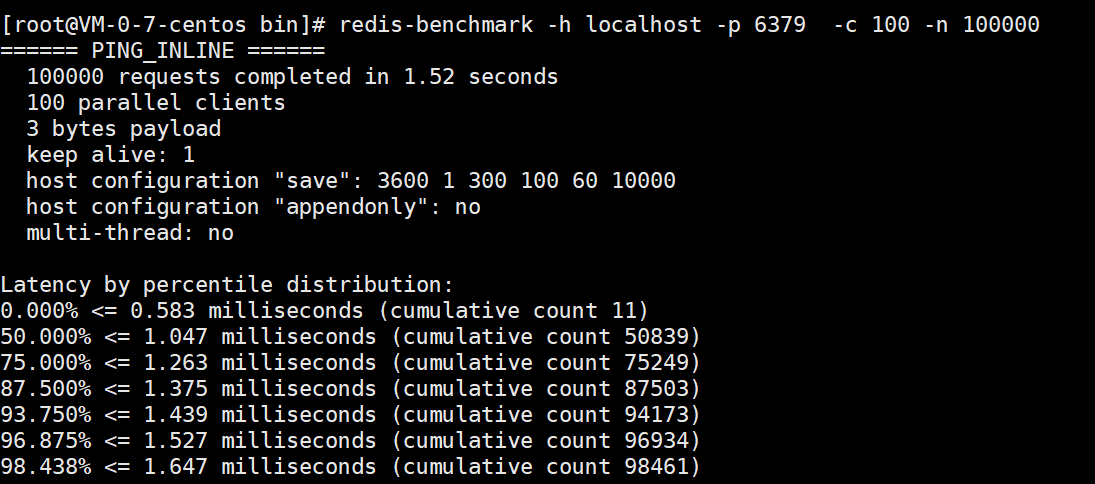 [root@VM-0-7-centos bin]# redis-benchmark -h localhost -p 6379  -c 100 -n 100000
====== PING_INLINE ======
  100000 requests completed in 1.52 seconds
  100 parallel clients
  3 bytes payload
  keep alive: 1
  host configuration "save": 3600 1 300 100 60 10000
  host configuration "appendonly": no
  multi-thread: no

Latency by percentile distribution:
0.000% <= 0.583 milliseconds (cumulative count 11)
50.000% <= 1.047 milliseconds (cumulative count 50839)
75.000% <= 1.263 milliseconds (cumulative count 75249)
87.500% <= 1.375 milliseconds (cumulative count 87503)
93.750% <= 1.439 milliseconds (cumulative count 94173)
96.875% <= 1.527 milliseconds (cumulative count 96934)
98.438% <= 1.647 milliseconds (cumulative count 98461)